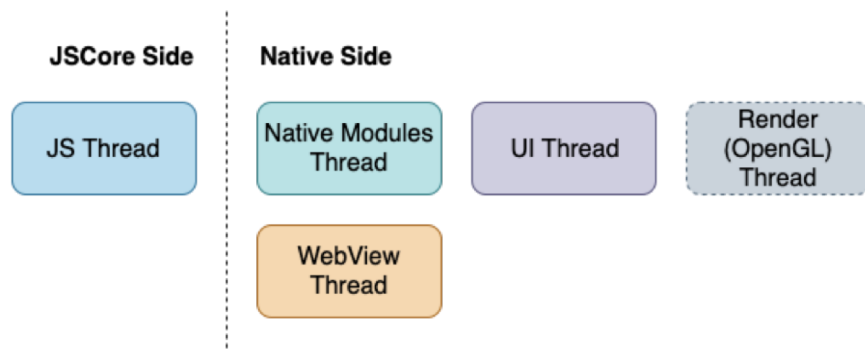 JSCore Side
Native Side
JS Thread
Native Modules
Thread
UI Thread
Render
(OpenGL)
Thread
WebView
Thread